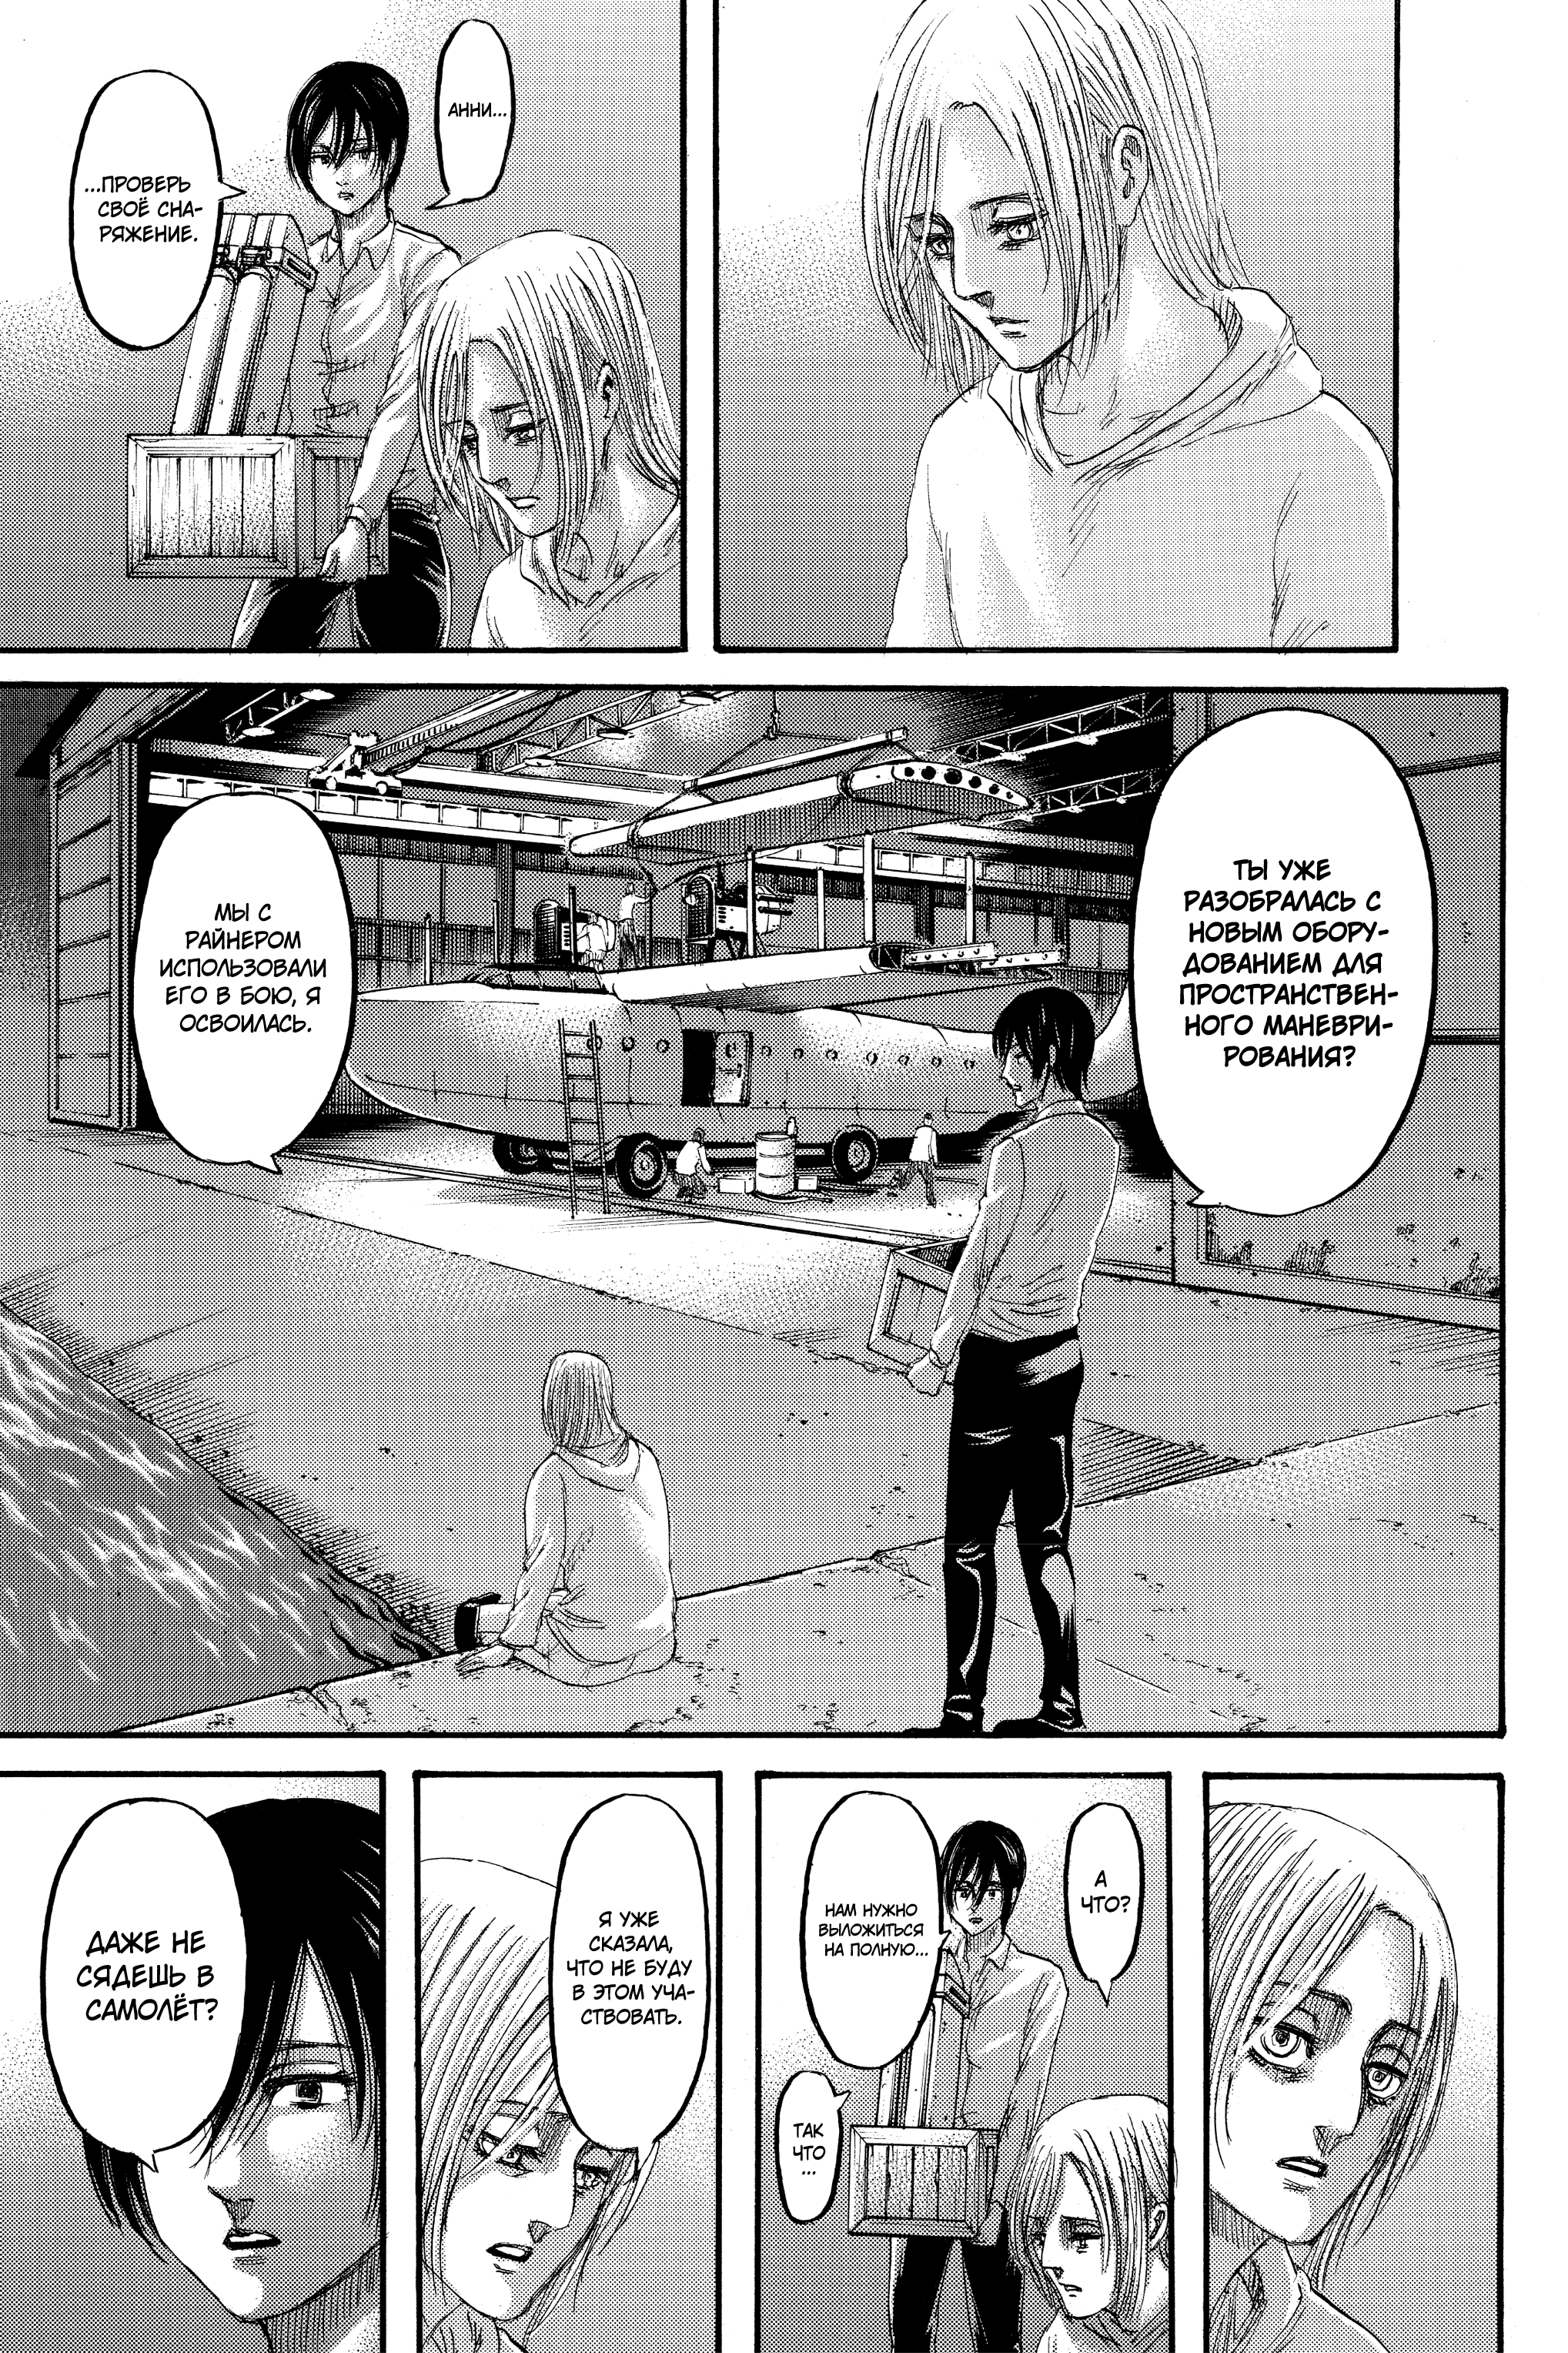 АННИ...
...ПРОВЕРЬ
СВОЁ СНА-
РЯЖЕНИЕ.
ТЫ УЖЕ
РАЗОБРАЛАСЬ С
НОВЫМ ОБОРУ-
ДОВАНИЕМ ДЛЯ
ПРОСТРАНСТВЕН-
НОГО МАНЕВРИ-
РОВАНИЯ?
МЫ С
РАЙНЕРОМ
ИСПОЛЬЗОВАЛИ
ЕГО В БОЮ, Я
ОСВОИЛАСЬ.
А
ЧТО?
НАМ НУЖНО
ВЫЛОЖИТЬСЯ
НА ПОЛНУЮ...
ТАК
ЧТО
...
Я УЖЕ
СКАЗАЛА,
ЧТО НЕ БУДУ
В ЭТОМ УЧА-
СТВОВАТЬ.
ДАЖЕ НЕ
СЯДЕШЬ В
САМОЛЁТ?